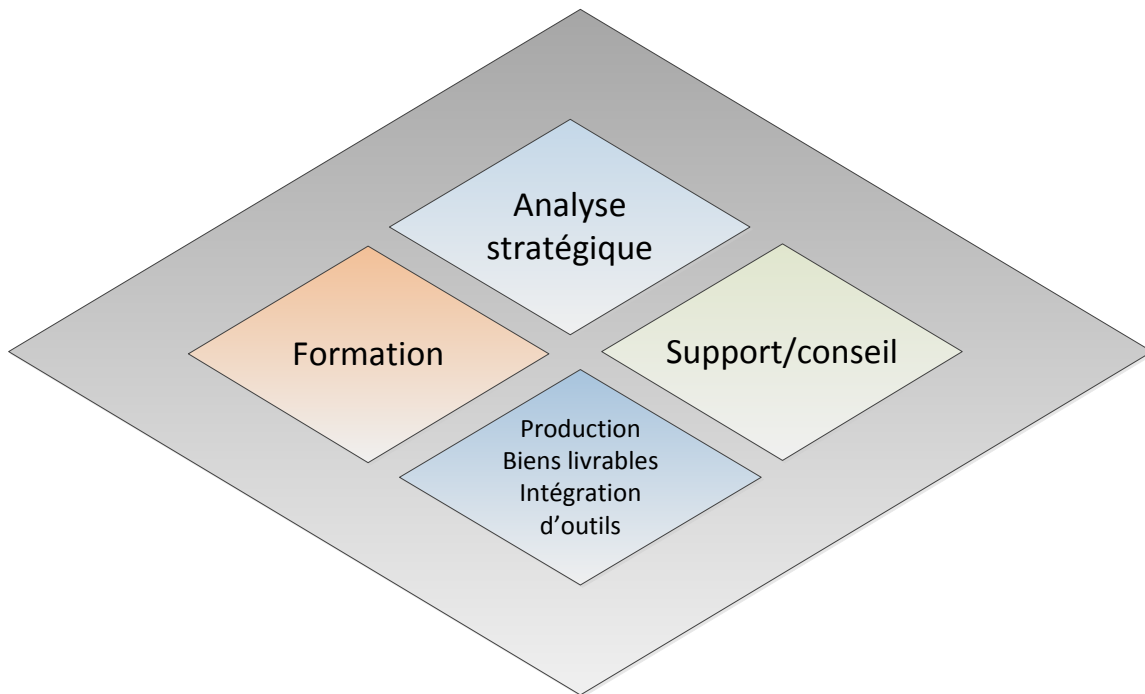 Analyse
stratégique
Formation
Support/conseil
Production
Biens livrables
Intégration
d'outils